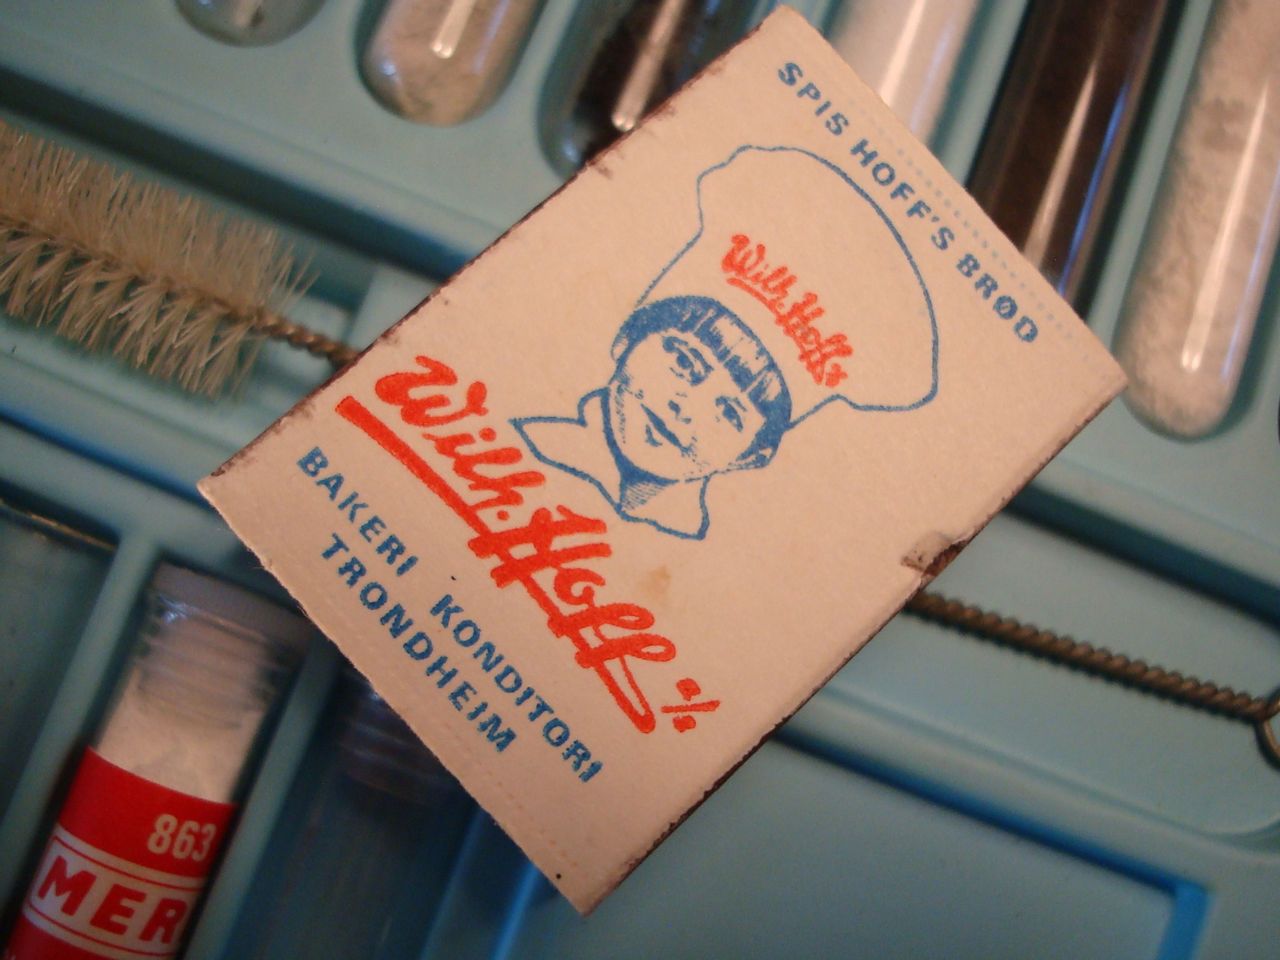 SPIS HOFF'S BRØD
Wilh. Hoff's
Wilh. Hoff a/s
BAKERI KONDITORI
TRONDHEIM
863
MER